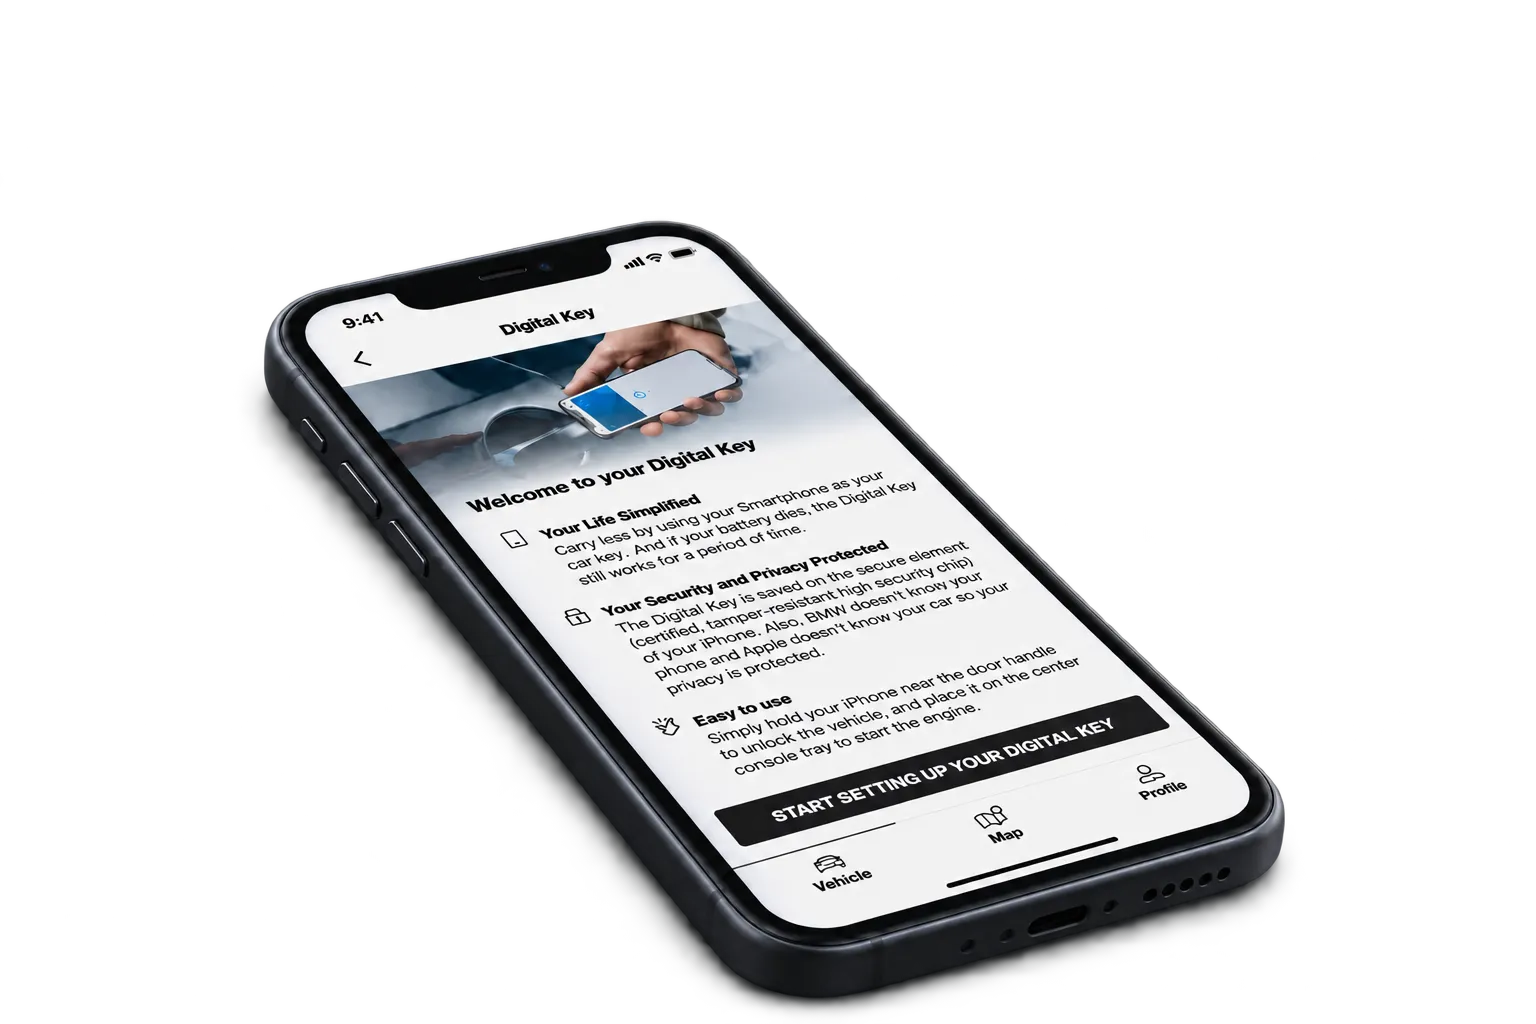 9:41
Digital Key
Welcome to your Digital Key
Your Life Simplified
Carry less by using your Smartphone as your
car key. And if your battery dies, the Digital Key
still works for a period of time.
Your Security and Privacy Protected
The Digital Key is saved on the secure element
(certified, tamper-resistant high security chip)
of your iPhone. Also, BMW doesn't know your
phone and Apple doesn't know your car so your
privacy is protected.
Easy to use
Simply hold your iPhone near the door handle
to unlock the vehicle, and place it on the center
console tray to start the engine.
START SETTING UP YOUR DIGITAL KEY
Vehicle
Map
Profile